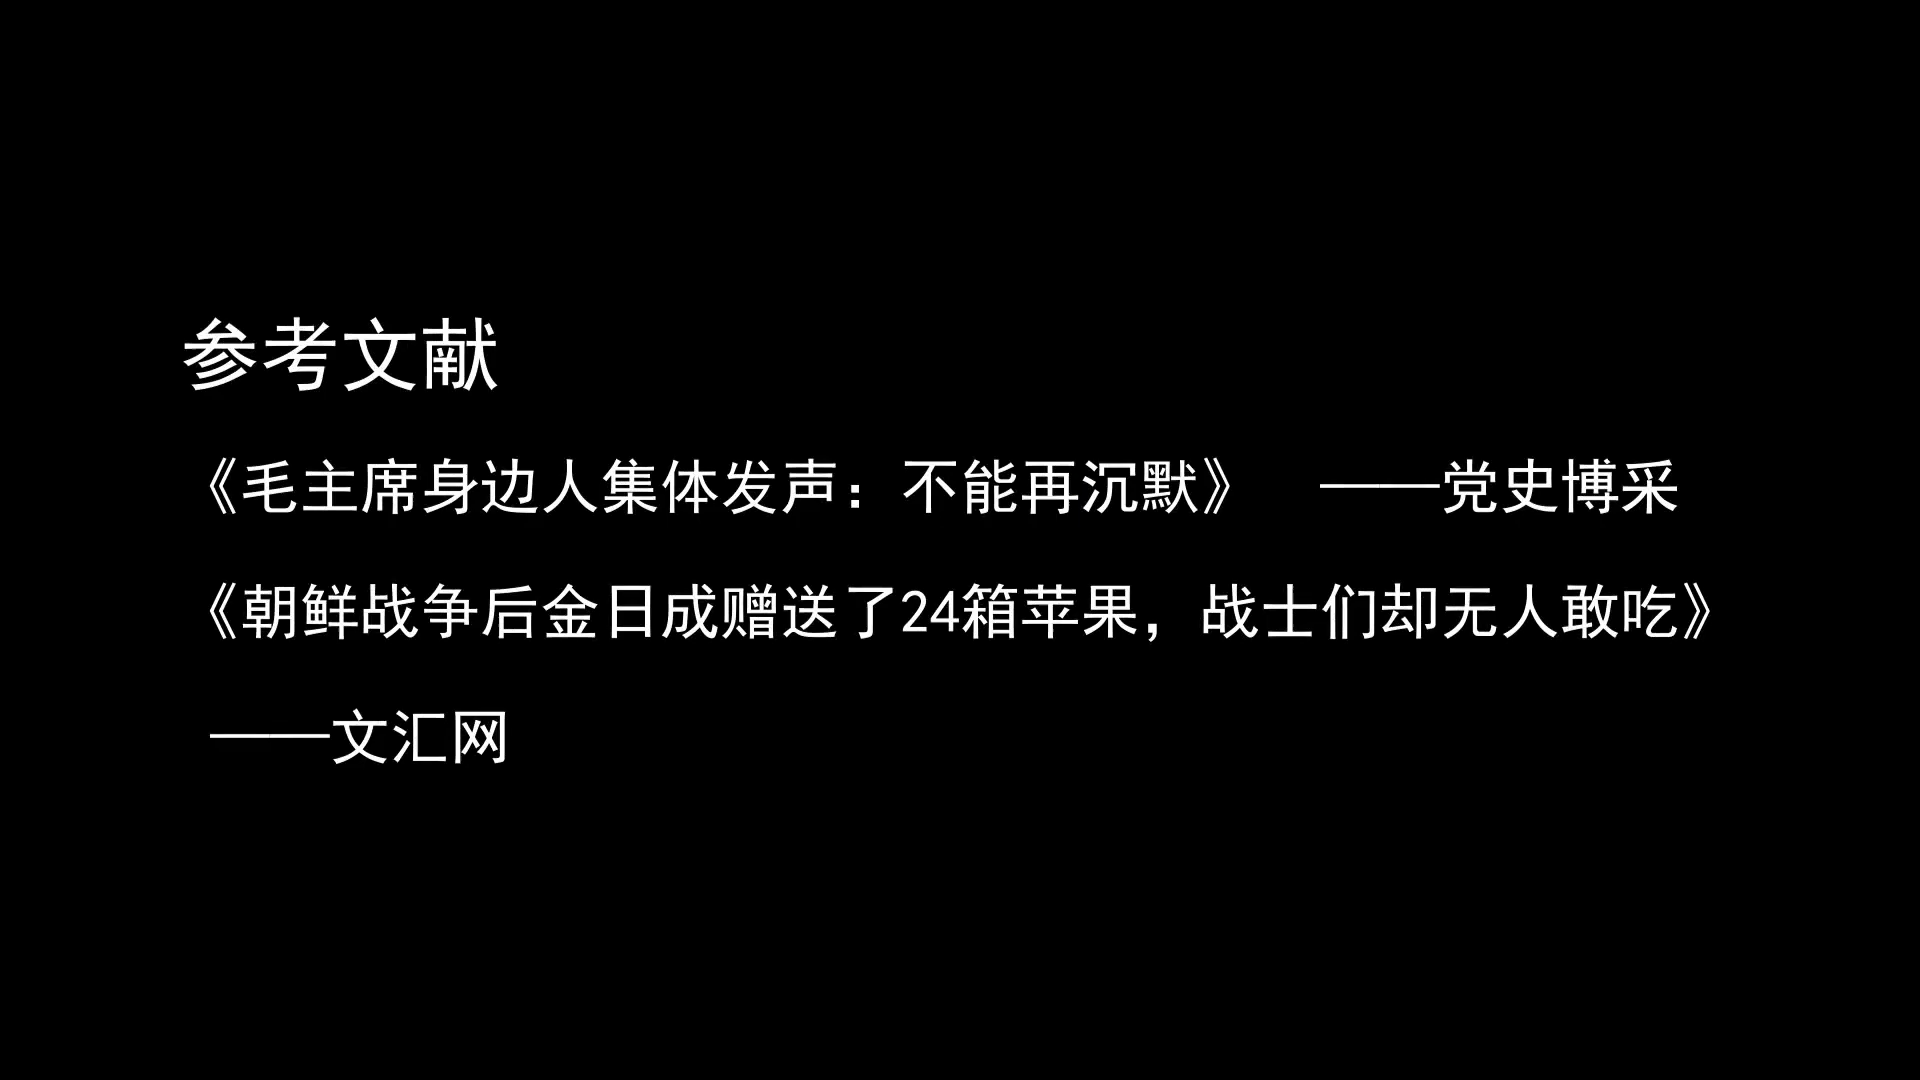 参考文献
《毛主席身边人集体发声：不能再沉默》 ——党史博采
《朝鲜战争后金日成赠送了24箱苹果，战士们却无人敢吃》
——文汇网